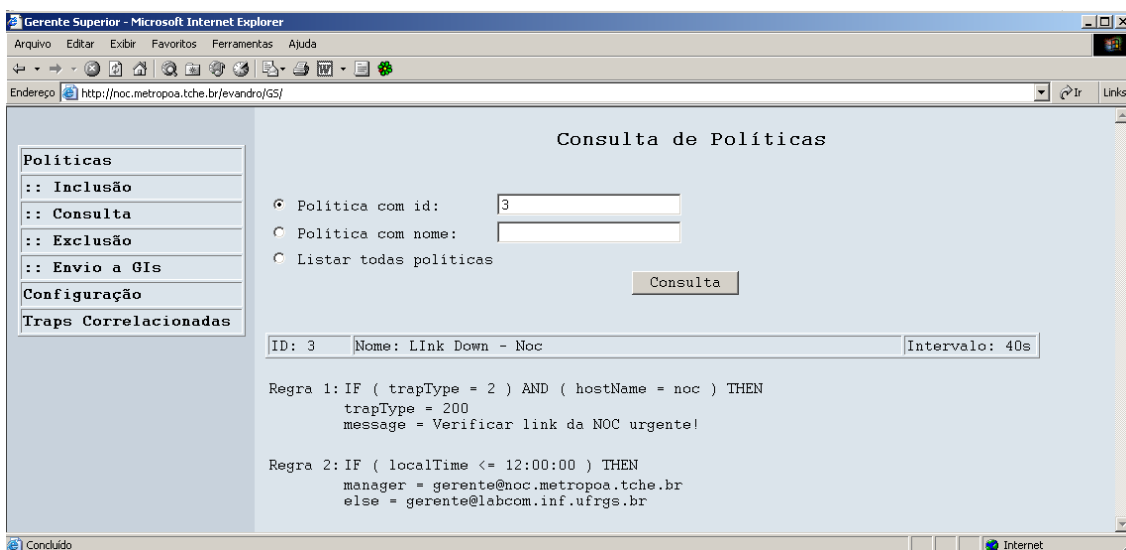 Gerente Superior - Microsoft Internet Explorer
Arquivo Editar Exibir Favoritos Ferramentas Ajuda
Endereço http://noc.metropoa.tche.br/evandro/GS/ Ir Links
Consulta de Políticas
Políticas
:: Inclusão
:: Consulta
:: Exclusão
:: Envio a GIs
Configuração
Traps Correlacionadas
Política com id: 3
Política com nome:
Listar todas políticas
Consulta
ID: 3 Nome: LInk Down - Noc Intervalo: 40s
Regra 1: IF ( trapType = 2 ) AND ( hostName = noc ) THEN
trapType = 200
message = Verificar link da NOC urgente!
Regra 2: IF ( localTime <= 12:00:00 ) THEN
manager = gerente@noc.metropoa.tche.br
else = gerente@labcom.inf.ufrgs.br
Concluído Internet